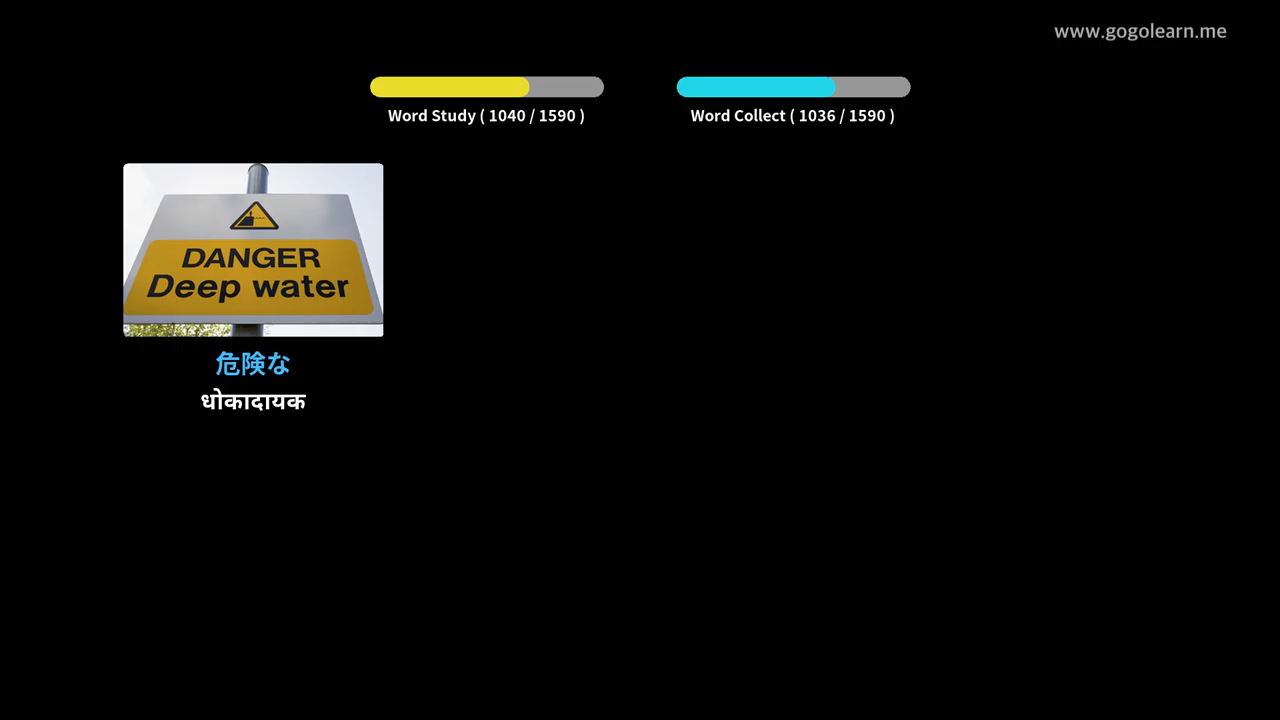 www.gogolearn.me
Word Study ( 1040 / 1590 )
Word Collect ( 1036 / 1590 )
DANGER
Deep water
危険な
धोकादायक